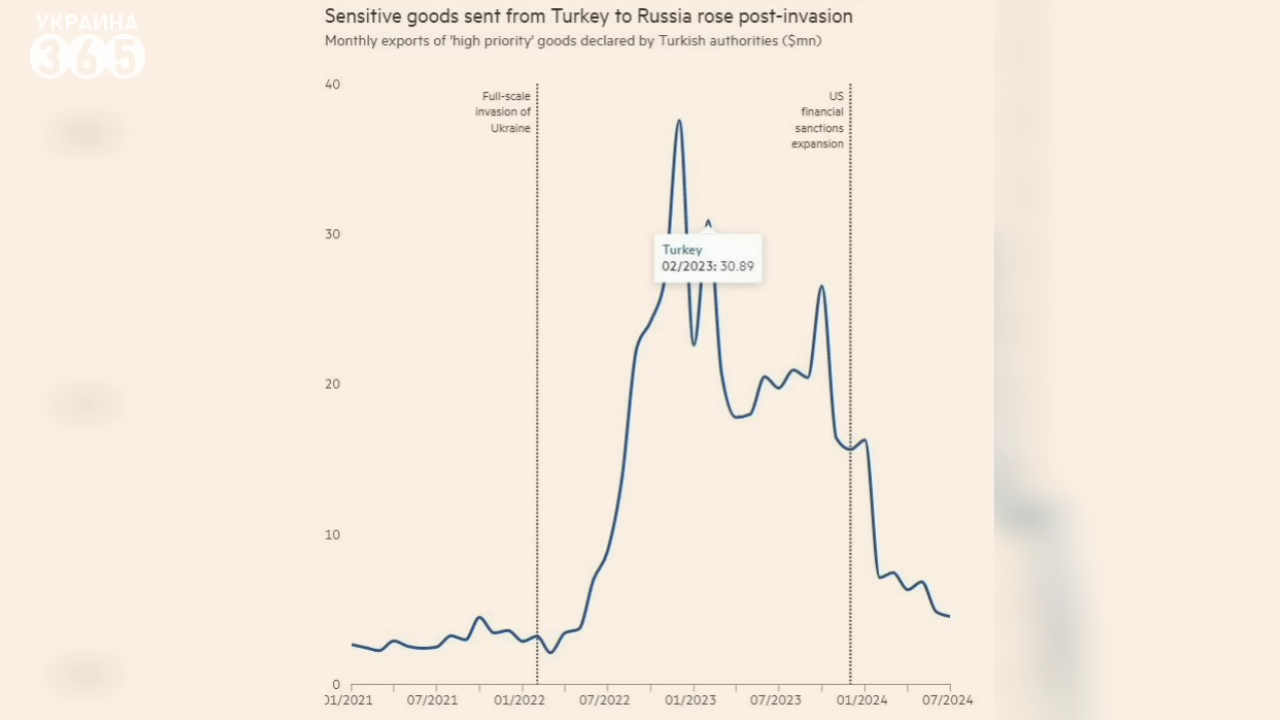 УКРАИНА
365
Sensitive goods sent from Turkey to Russia rose post-invasion
Monthly exports of 'high priority' goods declared by Turkish authorities ($mn)
40
Full-scale
invasion of
Ukraine
US
financial
sanctions
expansion
30
Turkey
02/2023: 30.89
20
10
0
01/2021
07/2021
01/2022
07/2022
01/2023
07/2023
01/2024
07/2024